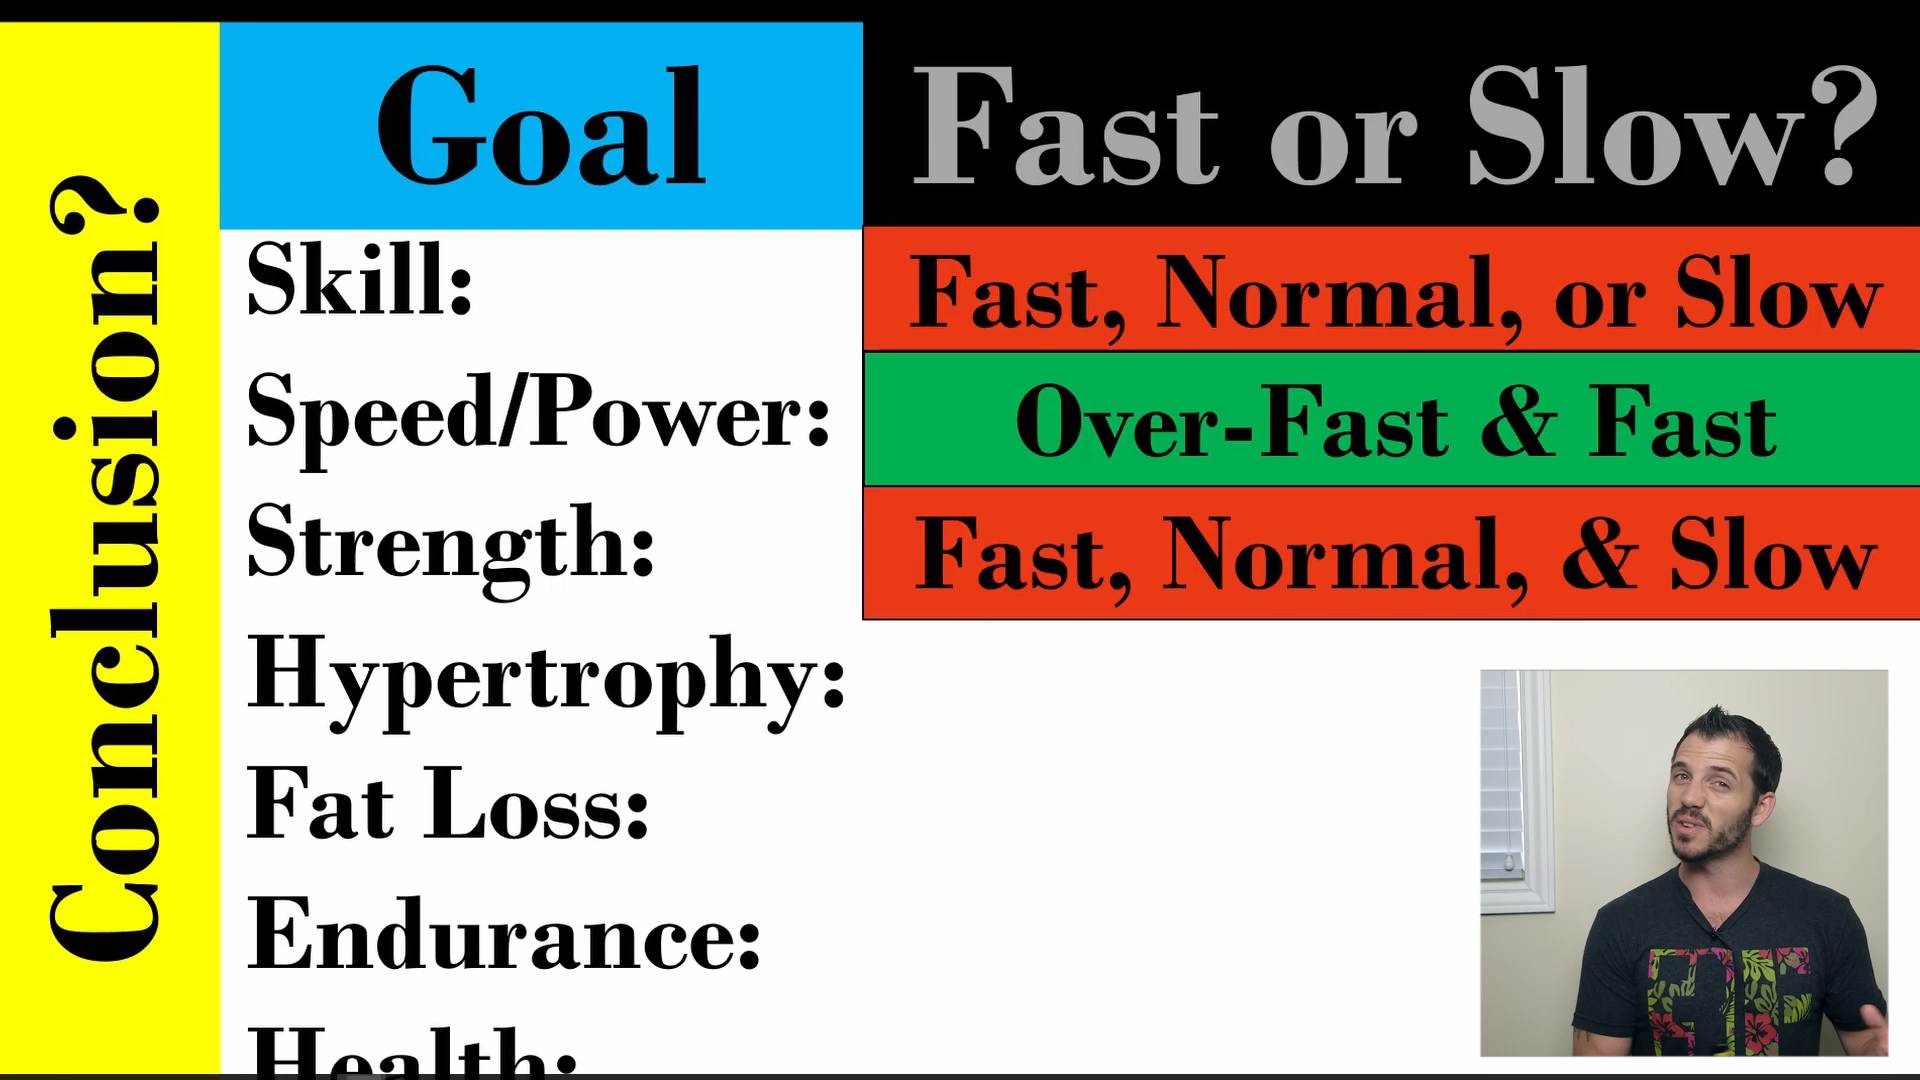 Conclusion?
Goal
Fast or Slow?
Skill:
Fast, Normal, or Slow
Speed/Power:
Over-Fast & Fast
Strength:
Fast, Normal, & Slow
Hypertrophy:
Fat Loss:
Endurance:
Health: